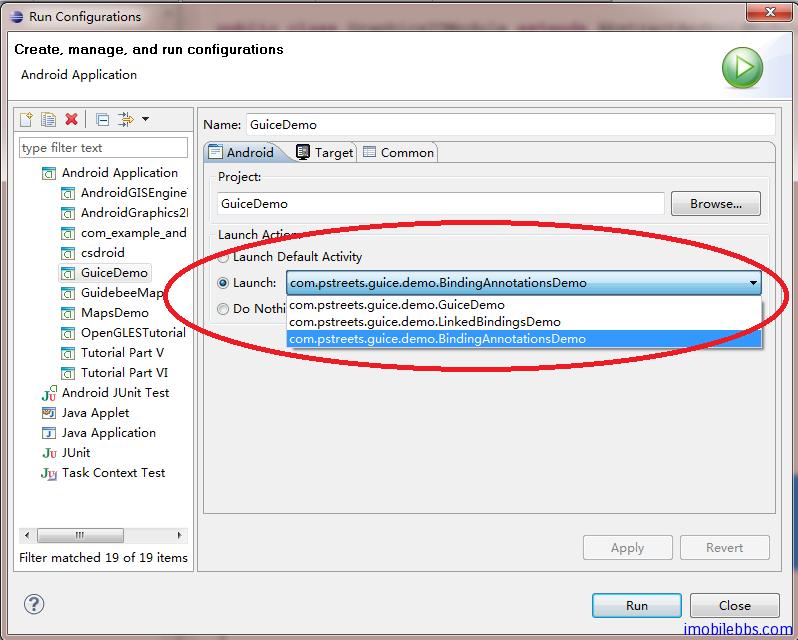 Run Configurations
Create, manage, and run configurations
Android Application
type filter text
Android Application
AndroidGISEngine
AndroidGraphics2
com_example_and
csdroid
GuiceDemo
GuidebeeMap
MapsDemo
OpenGLESTutorial
Tutorial Part V
Tutorial Part VI
Android JUnit Test
Java Applet
Java Application
JUnit
Task Context Test
Filter matched 19 of 19 items
Name: GuiceDemo
Android Target Common
Project:
GuiceDemo Browse...
Launch Action
Launch Default Activity
Launch: com.pstreets.guice.demo.BindingAnnotationsDemo
com.pstreets.guice.demo.GuiceDemo
Do Nothi com.pstreets.guice.demo.LinkedBindingsDemo
com.pstreets.guice.demo.BindingAnnotationsDemo
Apply Revert
Run Close
imobilebbs.com